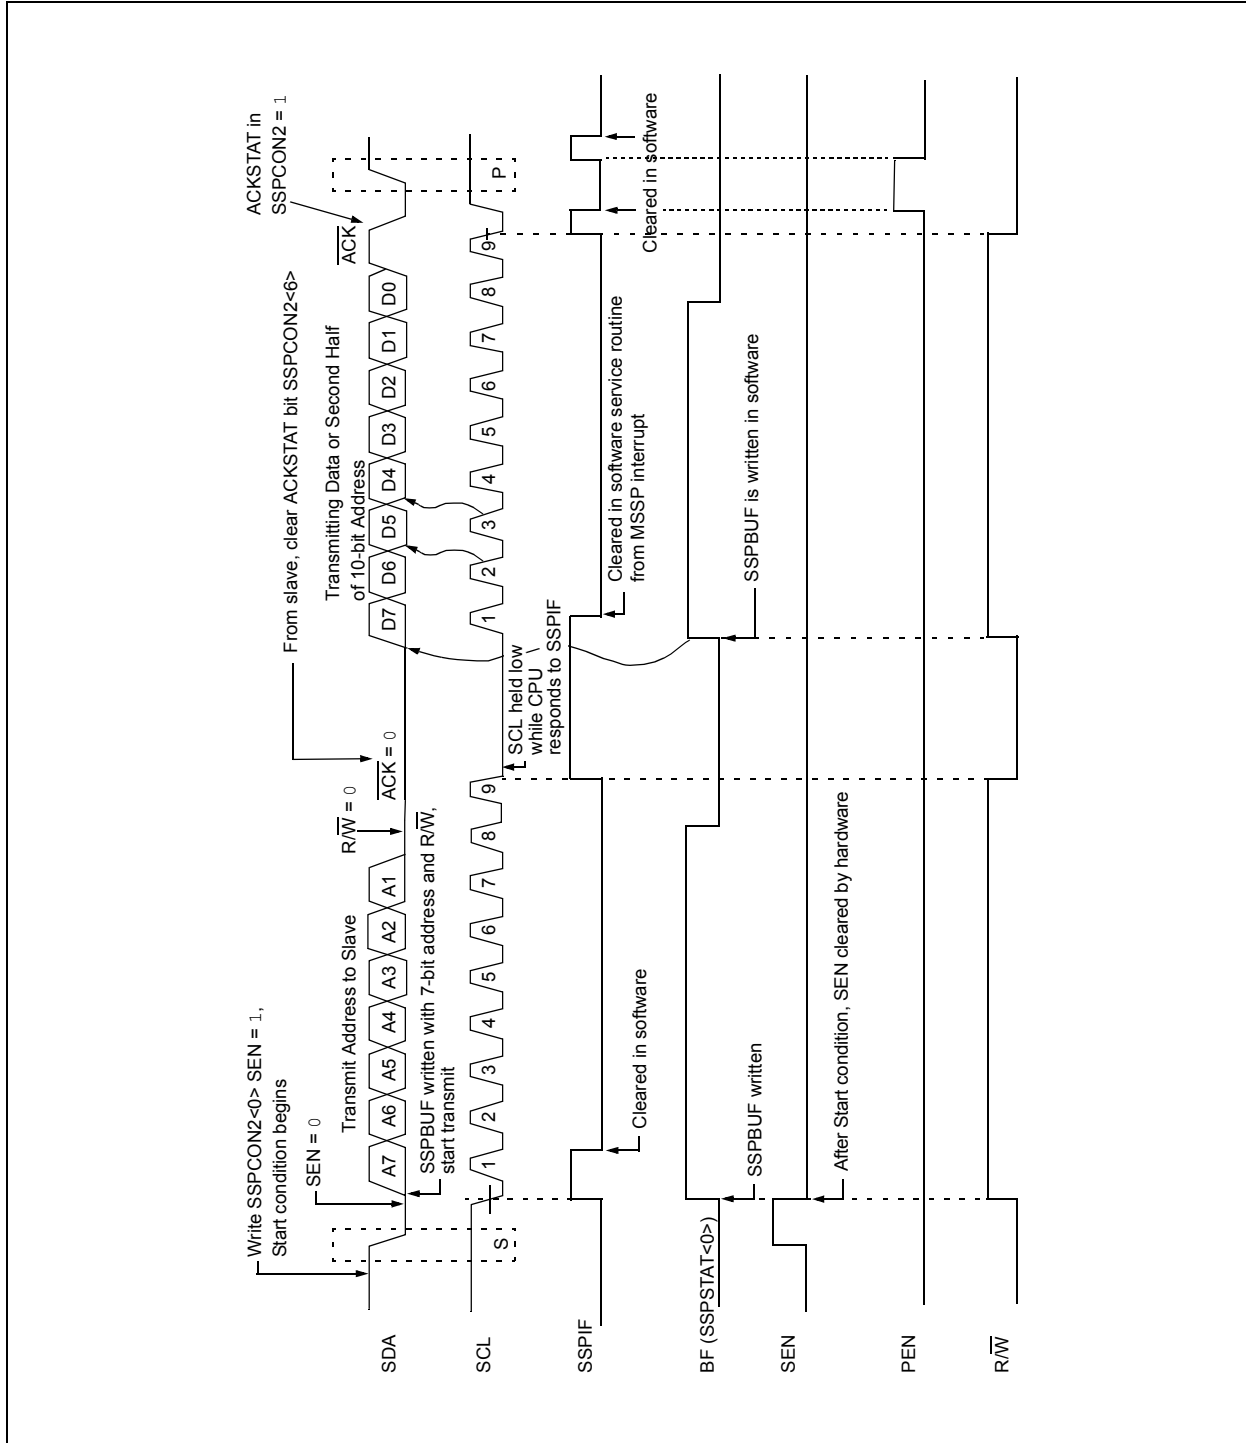 Write SSPCON2<0> SEN = 1,
Start condition begins
SEN = 0
From slave, clear ACKSTAT bit SSPCON2<6>
ACKSTAT in
SSPCON2 = 1
Transmit Address to Slave
R/W = 0
ACK = 0
Transmitting Data or Second Half
of 10-bit Address
ACK
SDA
A7 A6 A5 A4 A3 A2 A1
D7 D6 D5 D4 D3 D2 D1 D0
SSPBUF written with 7-bit address and R/W,
start transmit
SCL
S
1 2 3 4 5 6 7 8 9
1 2 3 4 5 6 7 8 9
P
SCL held low
while CPU
responds to SSPIF
SSPIF
Cleared in software
Cleared in software service routine
from MSSP interrupt
Cleared in software
BF (SSPSTAT<0>)
SSPBUF written
SSPBUF is written in software
SEN
After Start condition, SEN cleared by hardware
PEN
R/W